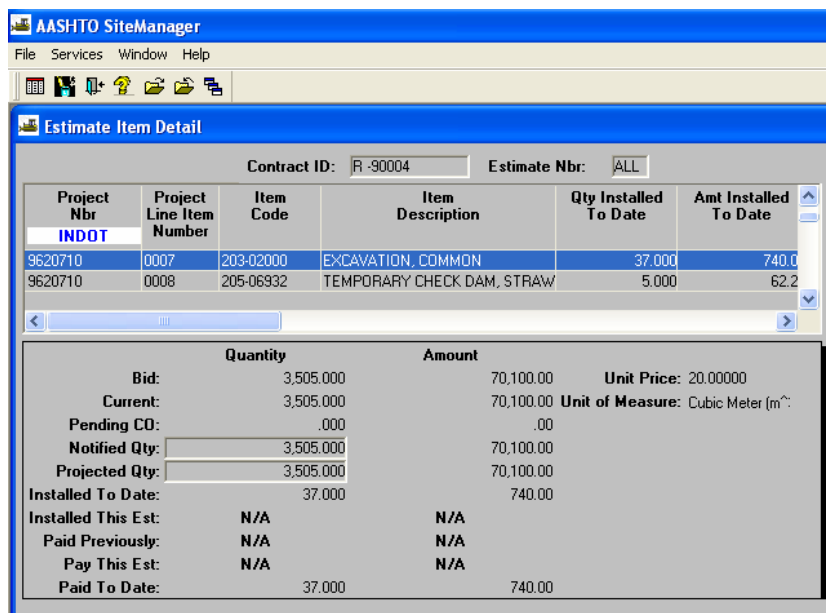 AASHTO SiteManager
File Services Window Help
Estimate Item Detail
Contract ID: R -90004 Estimate Nbr: ALL
Project Nbr Project Line Item Number Item Code Item Description Qty Installed To Date Amt Installed To Date
INDOT
9620710 0007 203-02000 EXCAVATION, COMMON 37.000 740.0
9620710 0008 205-06932 TEMPORARY CHECK DAM, STRAW 5.000 62.2
Quantity Amount
Bid: 3,505.000 70,100.00 Unit Price: 20.00000
Current: 3,505.000 70,100.00 Unit of Measure: Cubic Meter (m^:
Pending CO: .000 .00
Notified Qty: 3,505.000 70,100.00
Projected Qty: 3,505.000 70,100.00
Installed To Date: 37.000 740.00
Installed This Est: N/A N/A
Paid Previously: N/A N/A
Pay This Est: N/A N/A
Paid To Date: 37.000 740.00